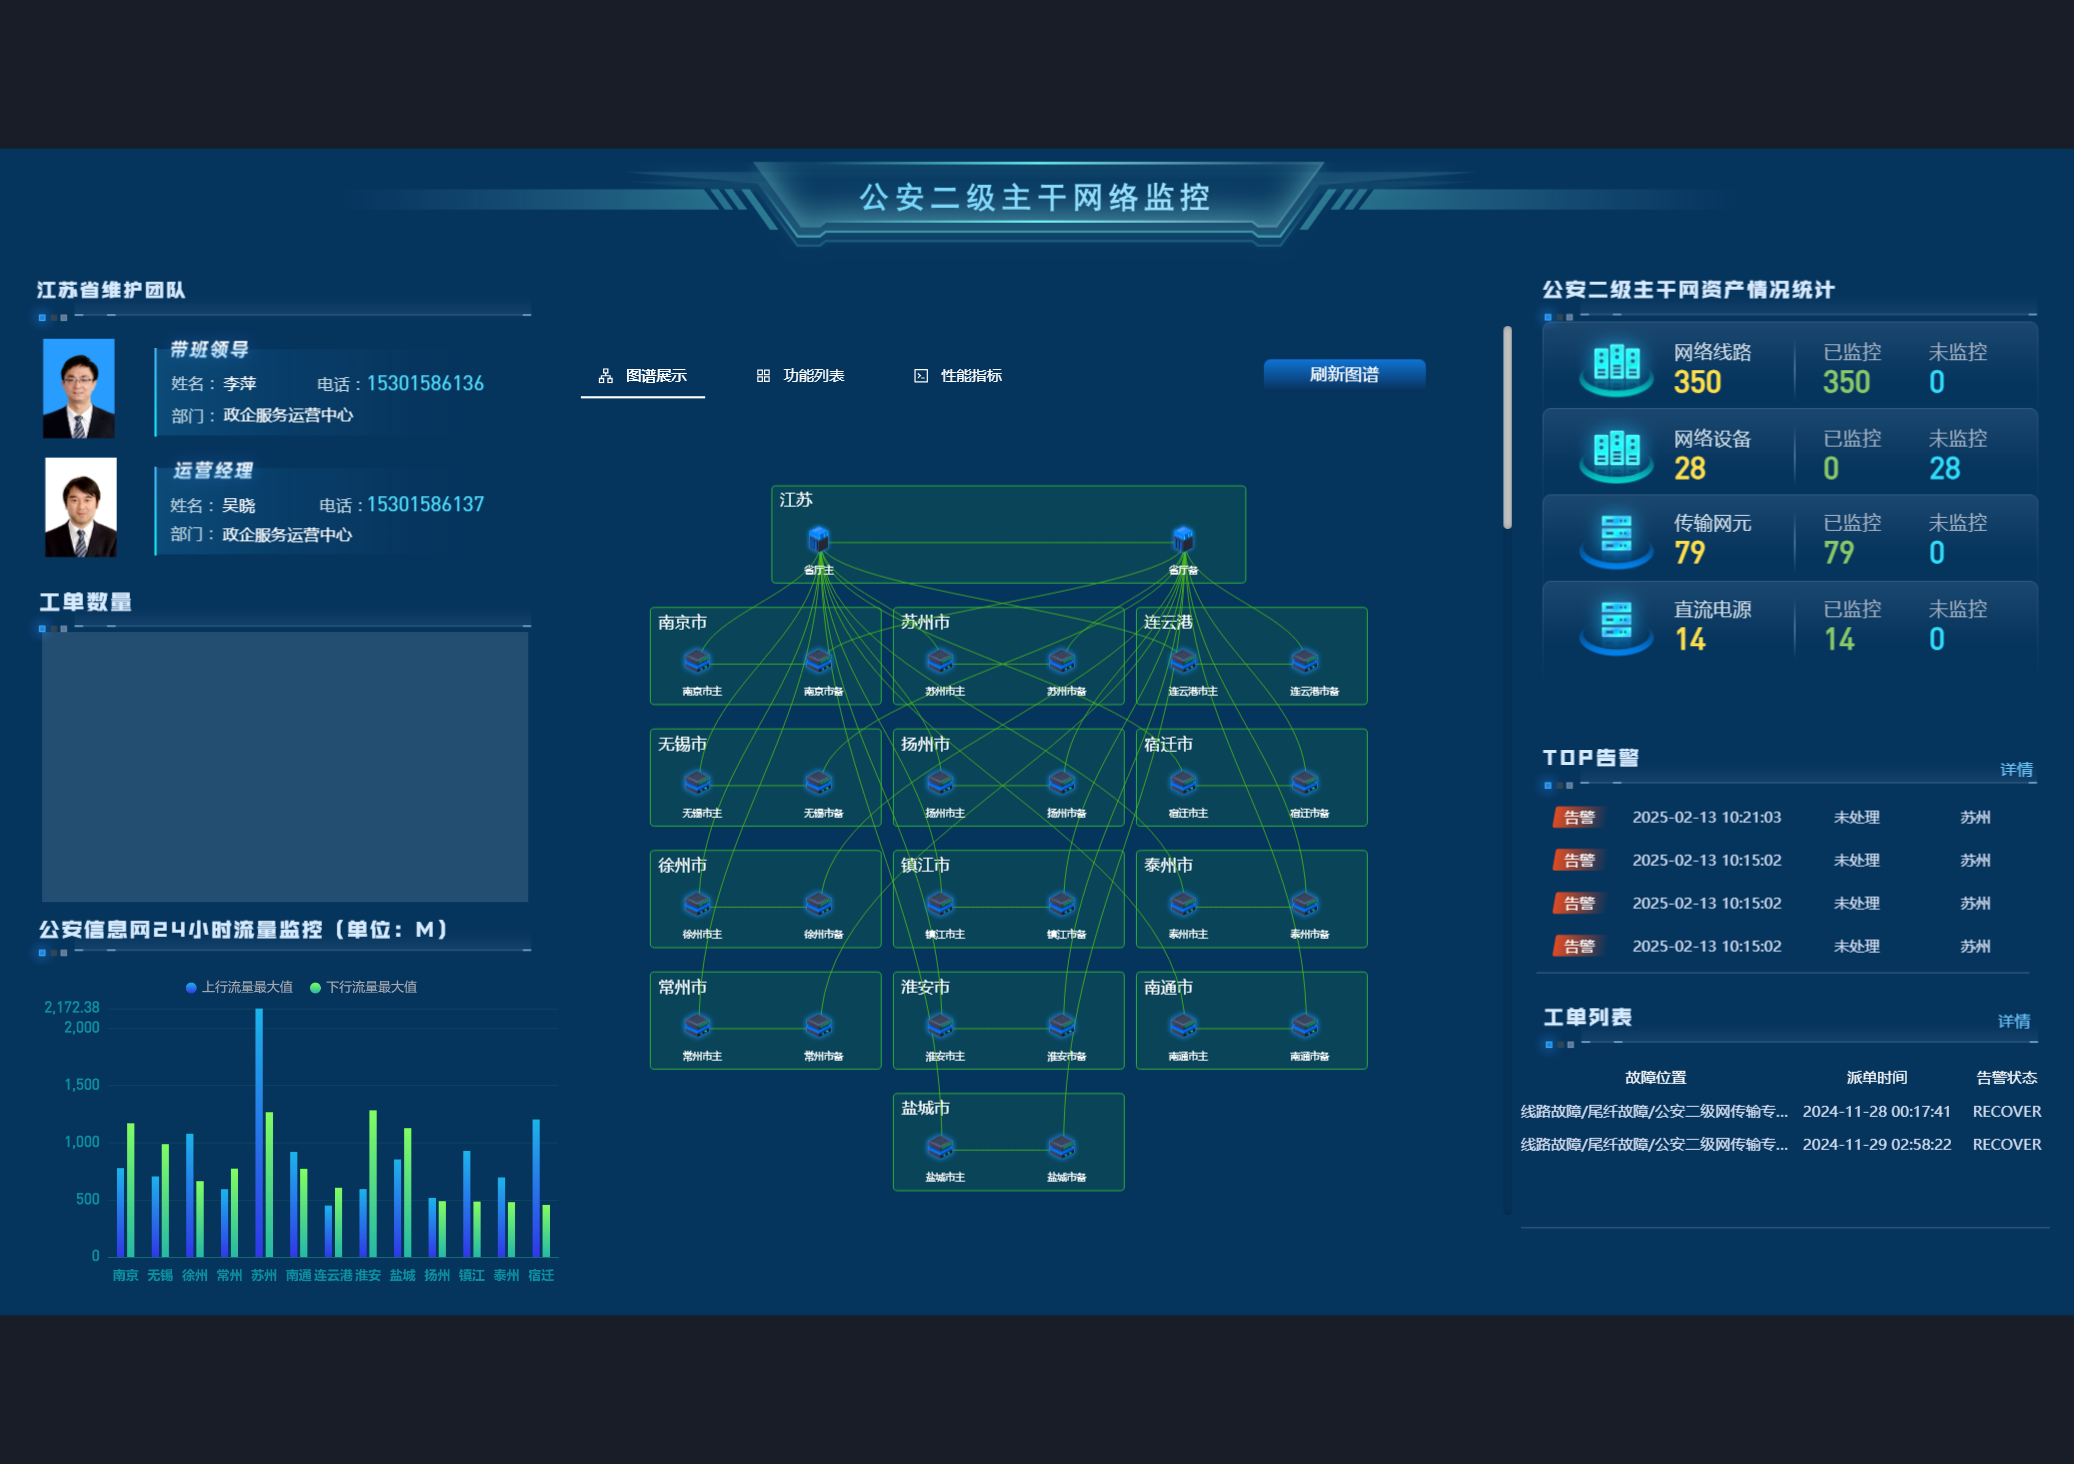 公安二级主干网络监控
江苏省维护团队
带班领导
姓名： 李萍 电话：15301586136
部门： 政企服务运营中心
运营经理
姓名： 吴晓 电话：15301586137
部门： 政企服务运营中心
工单数量
公安信息网24小时流量监控（单位：M）
上行流量最大值 下行流量最大值
2,172.38
2,000
1,500
1,000
500
0
南京 无锡 徐州 常州 苏州 南通 连云港 淮安 盐城 扬州 镇江 泰州 宿迁
图谱展示 功能列表 性能指标 刷新图谱
江苏
省厅主 省厅备
南京市 苏州市 连云港
南京市主 南京市备 苏州市主 苏州市备 连云港市主 连云港市备
无锡市 扬州市 宿迁市
无锡市主 无锡市备 扬州市主 扬州市备 宿迁市主 宿迁市备
徐州市 镇江市 泰州市
徐州市主 徐州市备 镇江市主 镇江市备 泰州市主 泰州市备
常州市 淮安市 南通市
常州市主 常州市备 淮安市主 淮安市备 南通市主 南通市备
盐城市
盐城市主 盐城市备
公安二级主干网资产情况统计
网络线路 已监控 未监控
350 350 0
网络设备 已监控 未监控
28 0 28
传输网元 已监控 未监控
79 79 0
直流电源 已监控 未监控
14 14 0
TOP告警
详情
告警 2025-02-13 10:21:03 未处理 苏州
告警 2025-02-13 10:15:02 未处理 苏州
告警 2025-02-13 10:15:02 未处理 苏州
告警 2025-02-13 10:15:02 未处理 苏州
工单列表
详情
故障位置 派单时间 告警状态
线路故障/尾纤故障/公安二级网传输专... 2024-11-28 00:17:41 RECOVER
线路故障/尾纤故障/公安二级网传输专... 2024-11-29 02:58:22 RECOVER